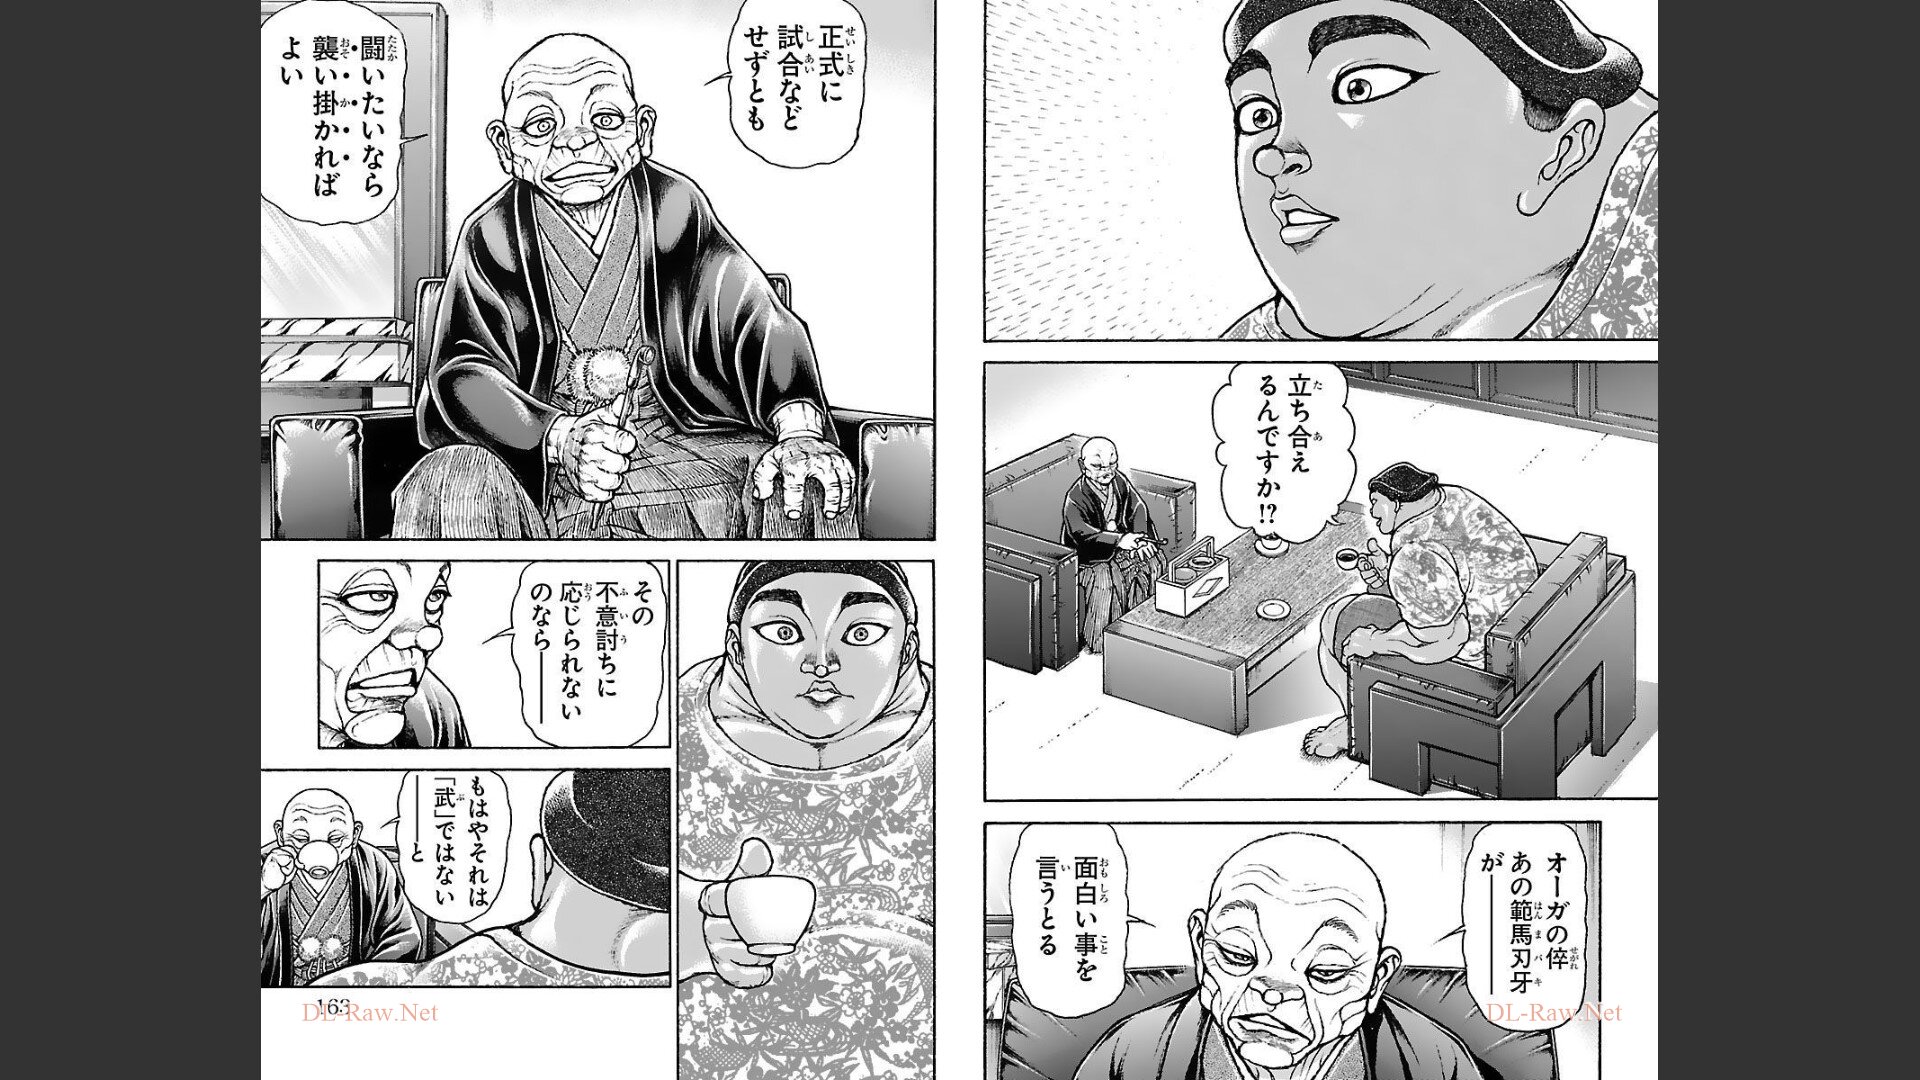 立ち合え
るんですか!?
オーガの倅
あの範馬刃牙
が――
面白い事を
言うとる
正式に
試合など
せずとも
闘いたいなら
襲い掛かれば
よい
その
不意討ちに
応じられない
のなら――
もはやそれは
「武」ではない
――と
163
DL-Raw.Net
DL-Raw.Net